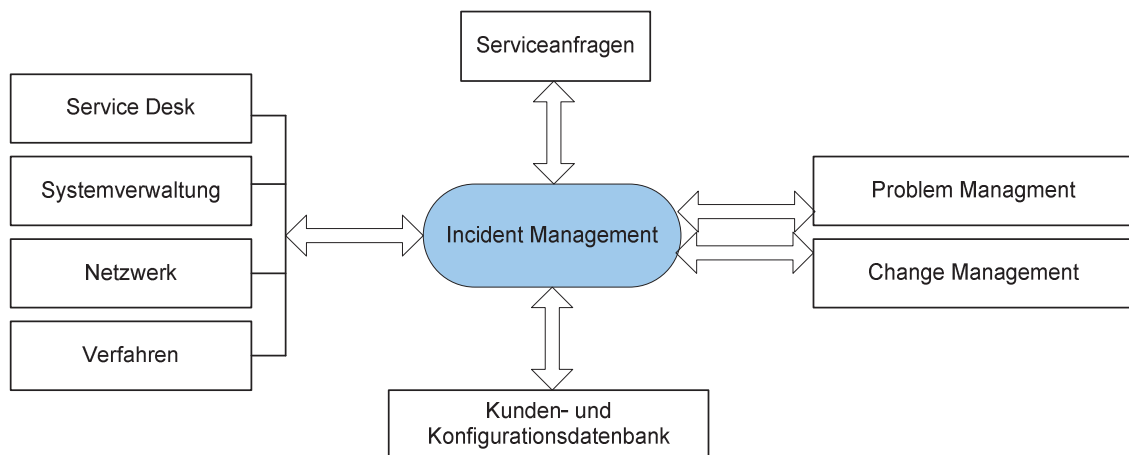 Serviceanfragen
Service Desk
Systemverwaltung
Netzwerk
Verfahren
Incident Management
Problem Managment
Change Management
Kunden- und
Konfigurationsdatenbank